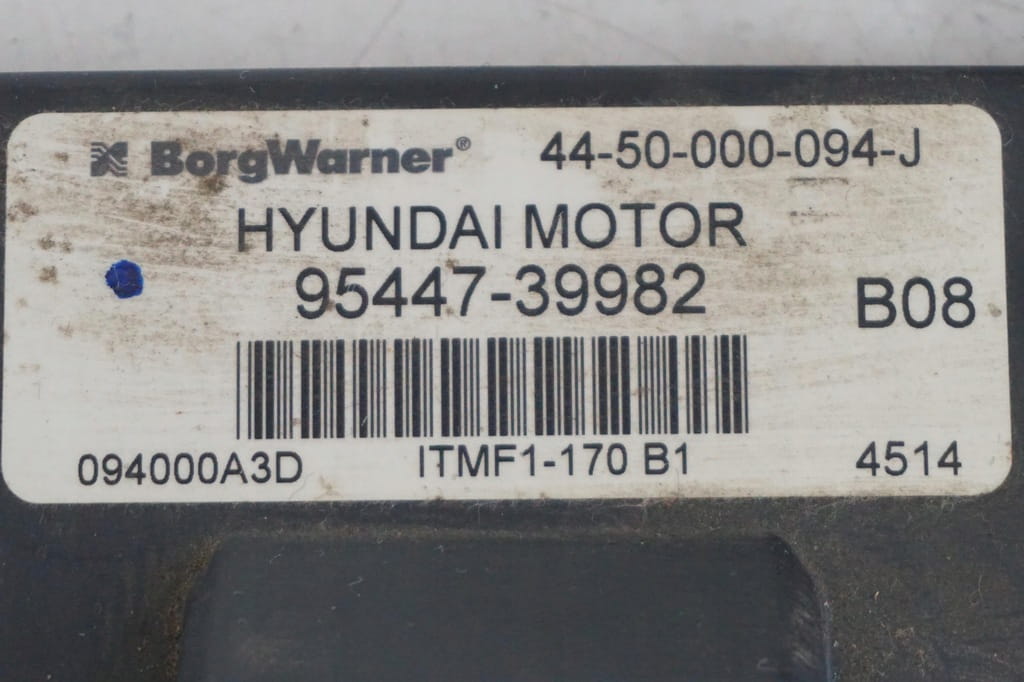 BorgWarner® 44-50-000-094-J
HYUNDAI MOTOR
95447-39982
B08
094000A3D ITMF1-170 B1 4514